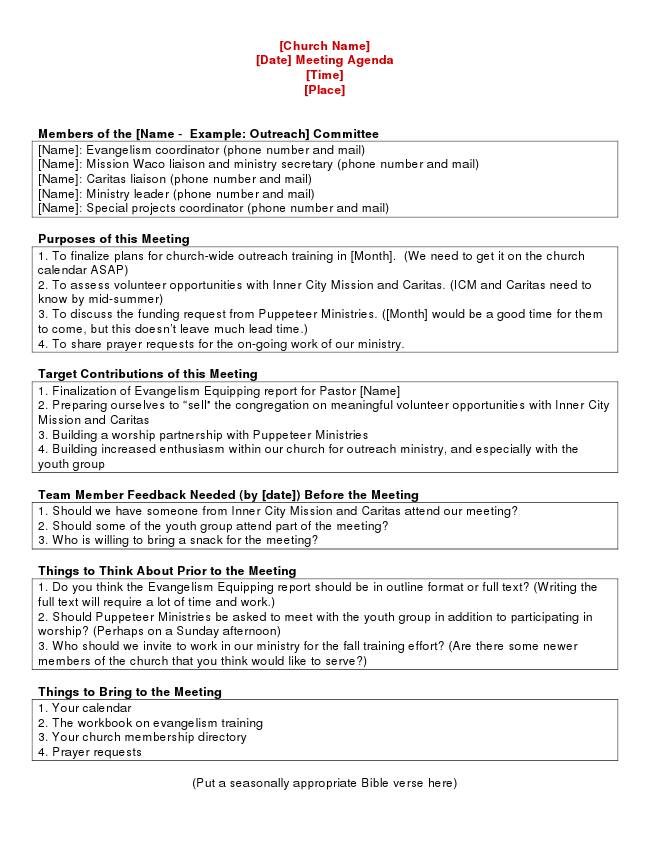 [Church Name]
[Date] Meeting Agenda
[Time]
[Place]
Members of the [Name -  Example: Outreach] Committee
[Name]: Evangelism coordinator (phone number and mail)
[Name]: Mission Waco liaison and ministry secretary (phone number and mail)
[Name]: Caritas liaison (phone number and mail)
[Name]: Ministry leader (phone number and mail)
[Name]: Special projects coordinator (phone number and mail)
Purposes of this Meeting
1. To finalize plans for church-wide outreach training in [Month].  (We need to get it on the church
calendar ASAP)
2. To assess volunteer opportunities with Inner City Mission and Caritas. (ICM and Caritas need to
know by mid-summer)
3. To discuss the funding request from Puppeteer Ministries. ([Month] would be a good time for them
to come, but this doesn't leave much lead time.)
4. To share prayer requests for the on-going work of our ministry.
Target Contributions of this Meeting
1. Finalization of Evangelism Equipping report for Pastor [Name]
2. Preparing ourselves to "sell" the congregation on meaningful volunteer opportunities with Inner City
Mission and Caritas
3. Building a worship partnership with Puppeteer Ministries
4. Building increased enthusiasm within our church for outreach ministry, and especially with the
youth group
Team Member Feedback Needed (by [date]) Before the Meeting
1. Should we have someone from Inner City Mission and Caritas attend our meeting?
2. Should some of the youth group attend part of the meeting?
3. Who is willing to bring a snack for the meeting?
Things to Think About Prior to the Meeting
1. Do you think the Evangelism Equipping report should be in outline format or full text? (Writing the
full text will require a lot of time and work.)
2. Should Puppeteer Ministries be asked to meet with the youth group in addition to participating in
worship? (Perhaps on a Sunday afternoon)
3. Who should we invite to work in our ministry for the fall training effort? (Are there some newer
members of the church that you think would like to serve?)
Things to Bring to the Meeting
1. Your calendar
2. The workbook on evangelism training
3. Your church membership directory
4. Prayer requests
(Put a seasonally appropriate Bible verse here)